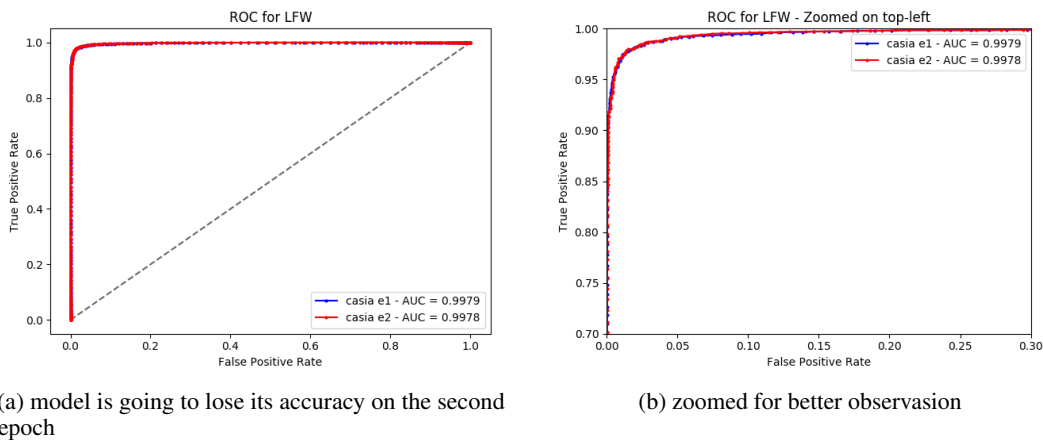 ROC for LFW
1.0
0.8
0.6
0.4
0.2
0.0
True Positive Rate
0.0 0.2 0.4 0.6 0.8 1.0
False Positive Rate
casia e1 - AUC = 0.9979
casia e2 - AUC = 0.9978
(a) model is going to lose its accuracy on the second
epoch
ROC for LFW - Zoomed on top-left
1.00
0.95
0.90
0.85
0.80
0.75
0.70
True Positive Rate
0.00 0.05 0.10 0.15 0.20 0.25 0.30
False Positive Rate
casia e1 - AUC = 0.9979
casia e2 - AUC = 0.9978
(b) zoomed for better observasion